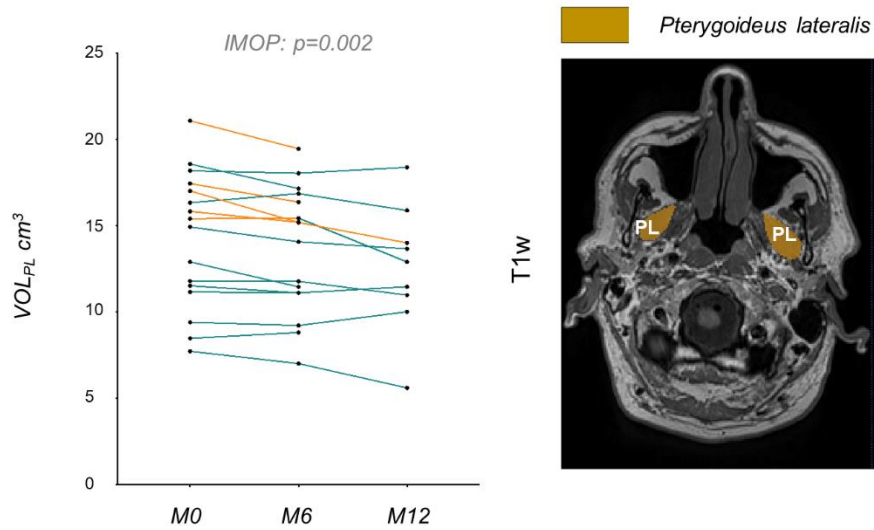 IMOP: p=0.002
VOLPL cm³
25
20
15
10
5
0
M0 M6 M12
Pterygoideus lateralis
T1w
PL PL